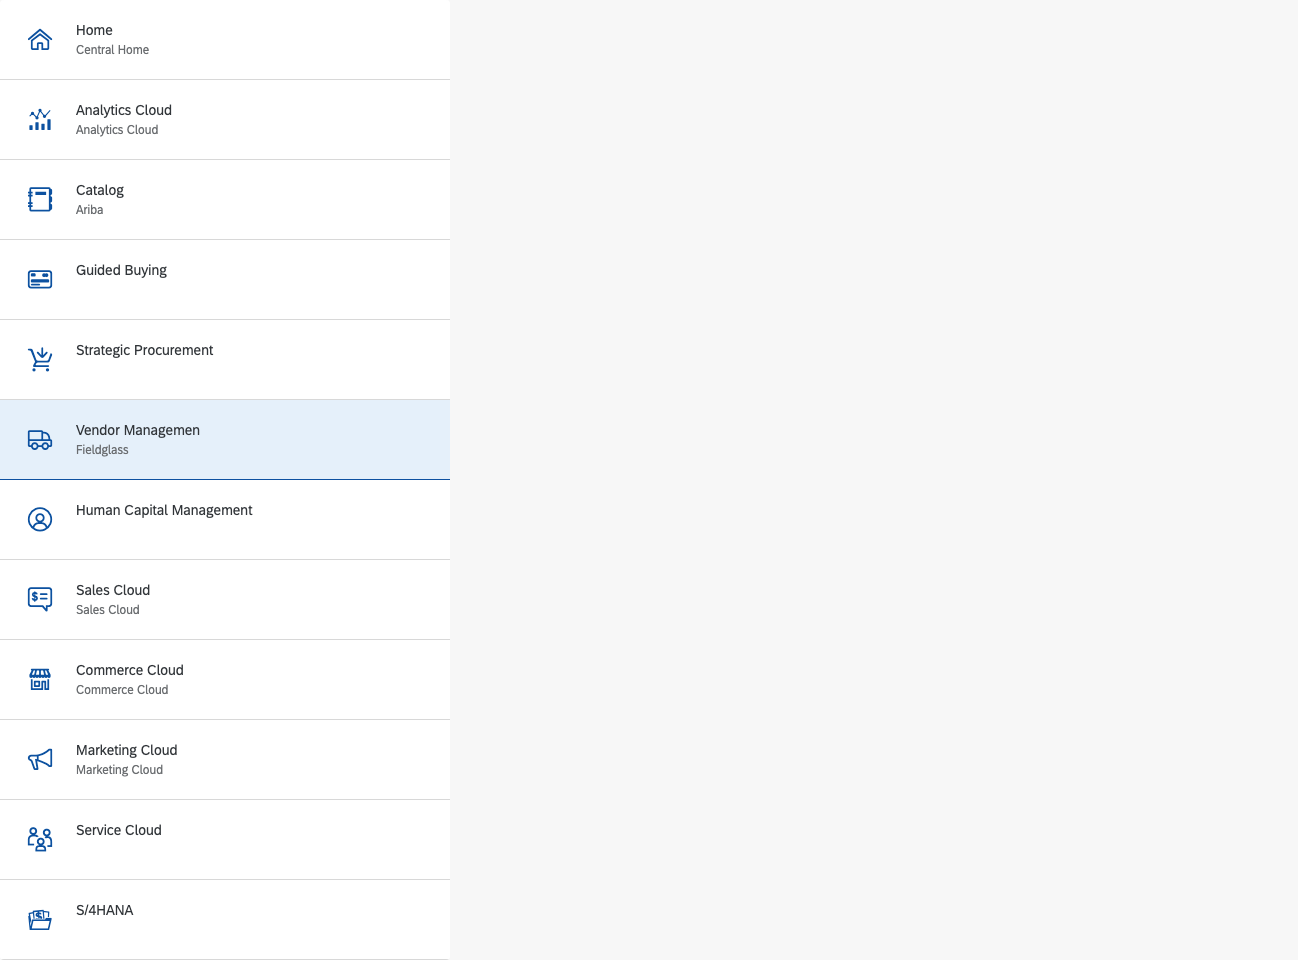 Home
Central Home
Analytics Cloud
Analytics Cloud
Catalog
Ariba
Guided Buying
Strategic Procurement
Vendor Managemen
Fieldglass
Human Capital Management
Sales Cloud
Sales Cloud
Commerce Cloud
Commerce Cloud
Marketing Cloud
Marketing Cloud
Service Cloud
S/4HANA